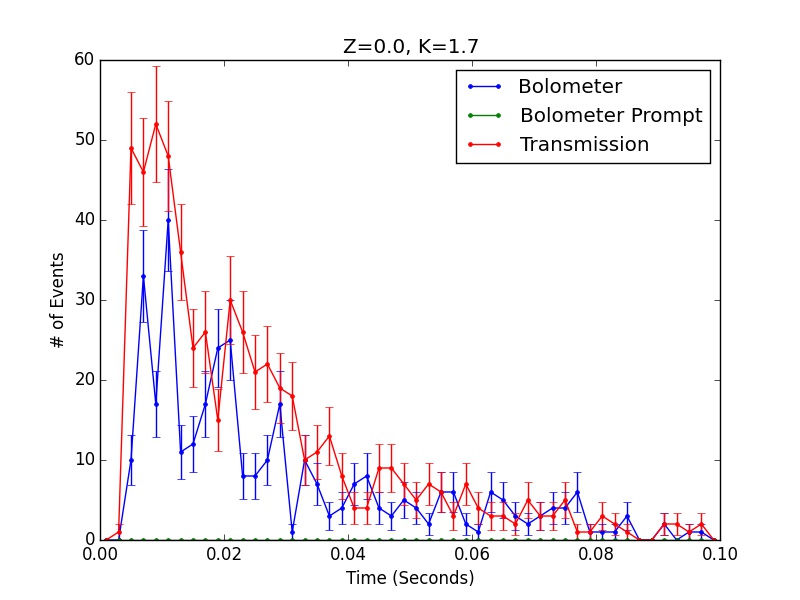 Z=0.0, K=1.7
Bolometer
Bolometer Prompt
Transmission
60
50
40
30
20
10
0
# of Events
0.00 0.02 0.04 0.06 0.08 0.10
Time (Seconds)